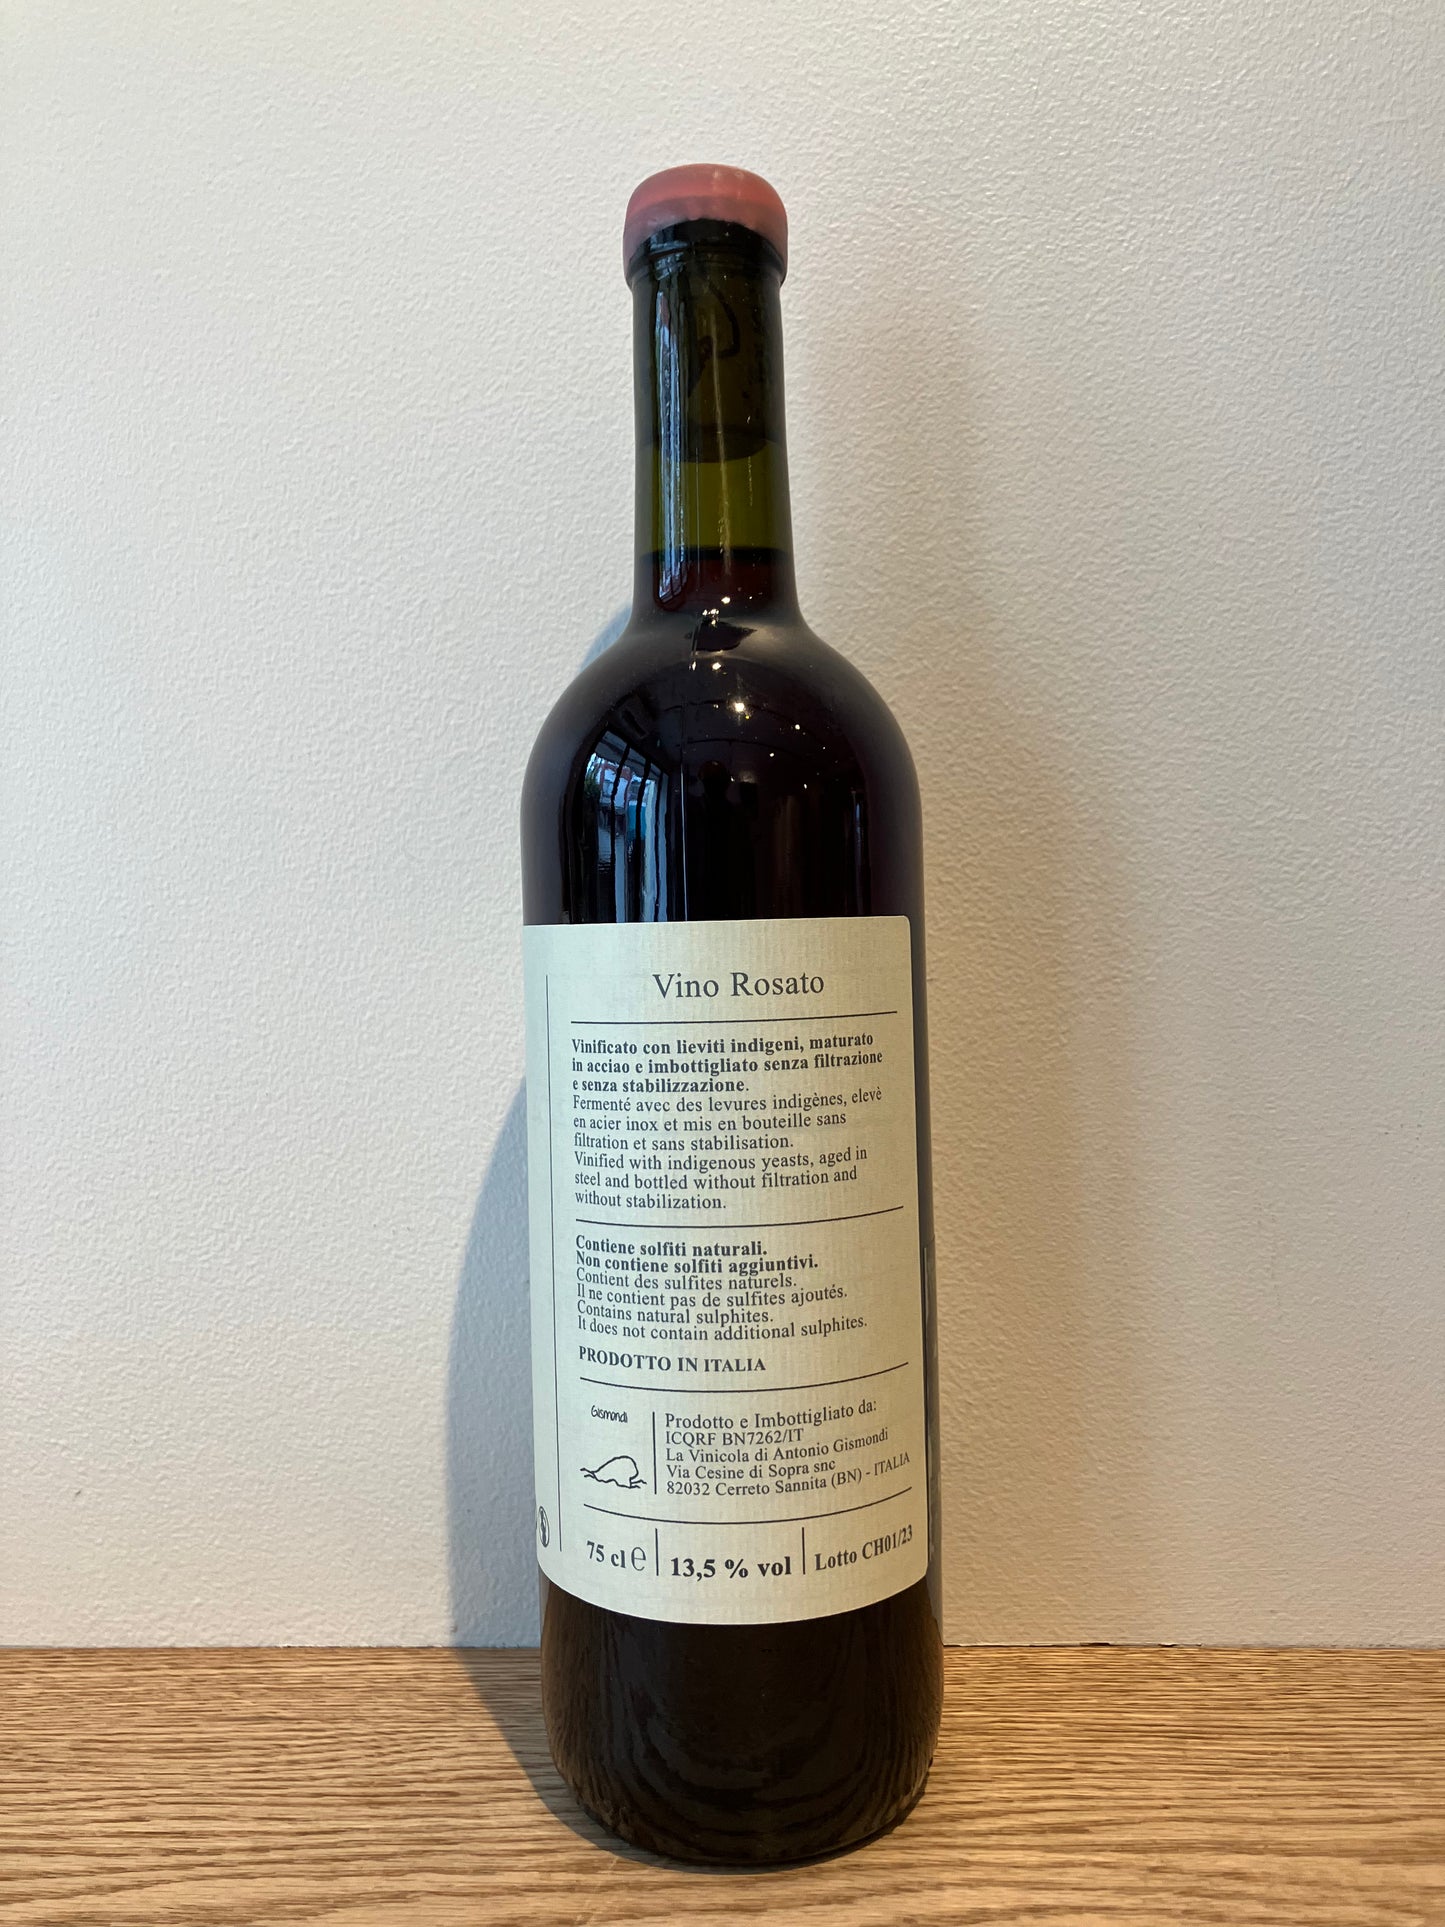 Vino Rosato
Vinificato con lieviti indigeni, maturato
in acciao e imbottigliato senza filtrazione
e senza stabilizzazione.
Fermenté avec des levures indigènes, elevè
en acier inox et mis en bouteille sans
filtration et sans stabilisation.
Vinified with indigenous yeasts, aged in
steel and bottled without filtration and
without stabilization.
Contiene solfiti naturali.
Non contiene solfiti aggiuntivi.
Contient des sulfites naturels.
Il ne contient pas de sulfites ajoutés.
Contains natural sulphites.
It does not contain additional sulphites.
PRODOTTO IN ITALIA
Gismondi
Prodotto e Imbottigliato da:
ICQRF BN7262/IT
La Vinicola di Antonio Gismondi
Via Cesine di Sopra snc
82032 Cerreto Sannita (BN) - ITALIA
75 cl e 13,5 % vol Lotto CH01/23